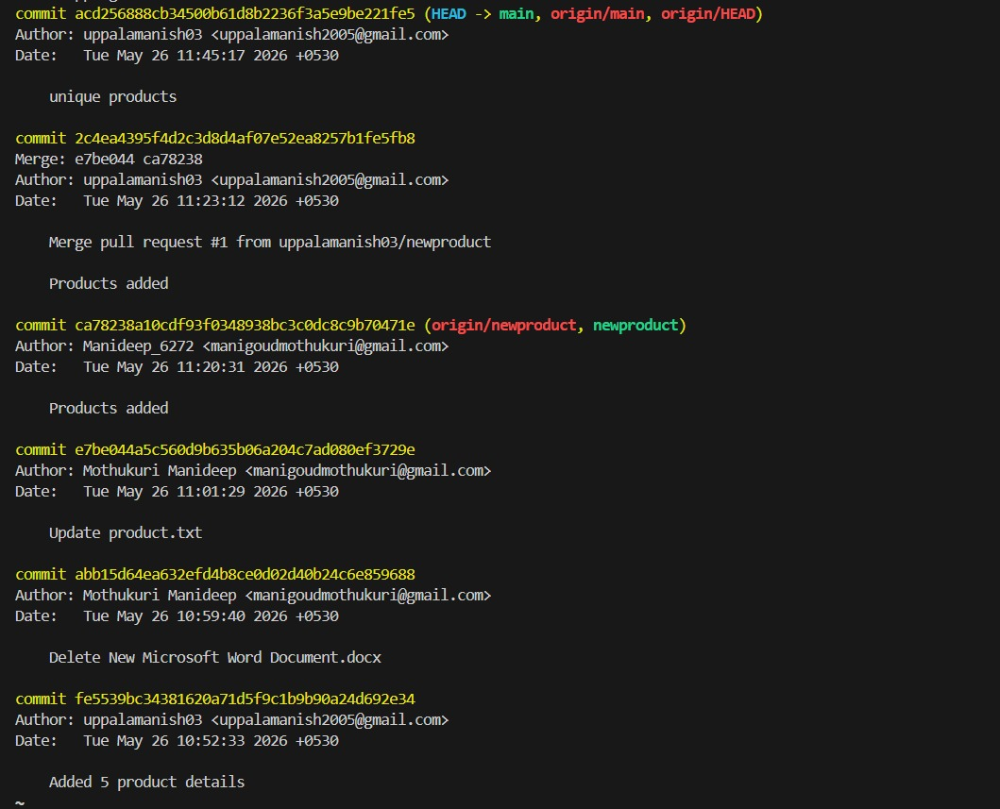 commit acd256888cb34500b61d8b2236f3a5e9be221fe5 (HEAD -> main, origin/main, origin/HEAD)
Author: uppalamanish03 <uppalamanish2005@gmail.com>
Date:   Tue May 26 11:45:17 2026 +0530

    unique products

commit 2c4ea4395f4d2c3d8d4af07e52ea8257b1fe5fb8
Merge: e7be044 ca78238
Author: uppalamanish03 <uppalamanish2005@gmail.com>
Date:   Tue May 26 11:23:12 2026 +0530

    Merge pull request #1 from uppalamanish03/newproduct

    Products added

commit ca78238a10cdf93f0348938bc3c0dc8c9b70471e (origin/newproduct, newproduct)
Author: Manideep_6272 <manigoudmothukuri@gmail.com>
Date:   Tue May 26 11:20:31 2026 +0530

    Products added

commit e7be044a5c560d9b635b06a204c7ad080ef3729e
Author: Mothukuri Manideep <manigoudmothukuri@gmail.com>
Date:   Tue May 26 11:01:29 2026 +0530

    Update product.txt

commit abb15d64ea632efd4b8ce0d02d40b24c6e859688
Author: Mothukuri Manideep <manigoudmothukuri@gmail.com>
Date:   Tue May 26 10:59:40 2026 +0530

    Delete New Microsoft Word Document.docx

commit fe5539bc34381620a71d5f9c1b9b90a24d692e34
Author: uppalamanish03 <uppalamanish2005@gmail.com>
Date:   Tue May 26 10:52:33 2026 +0530

    Added 5 product details
~